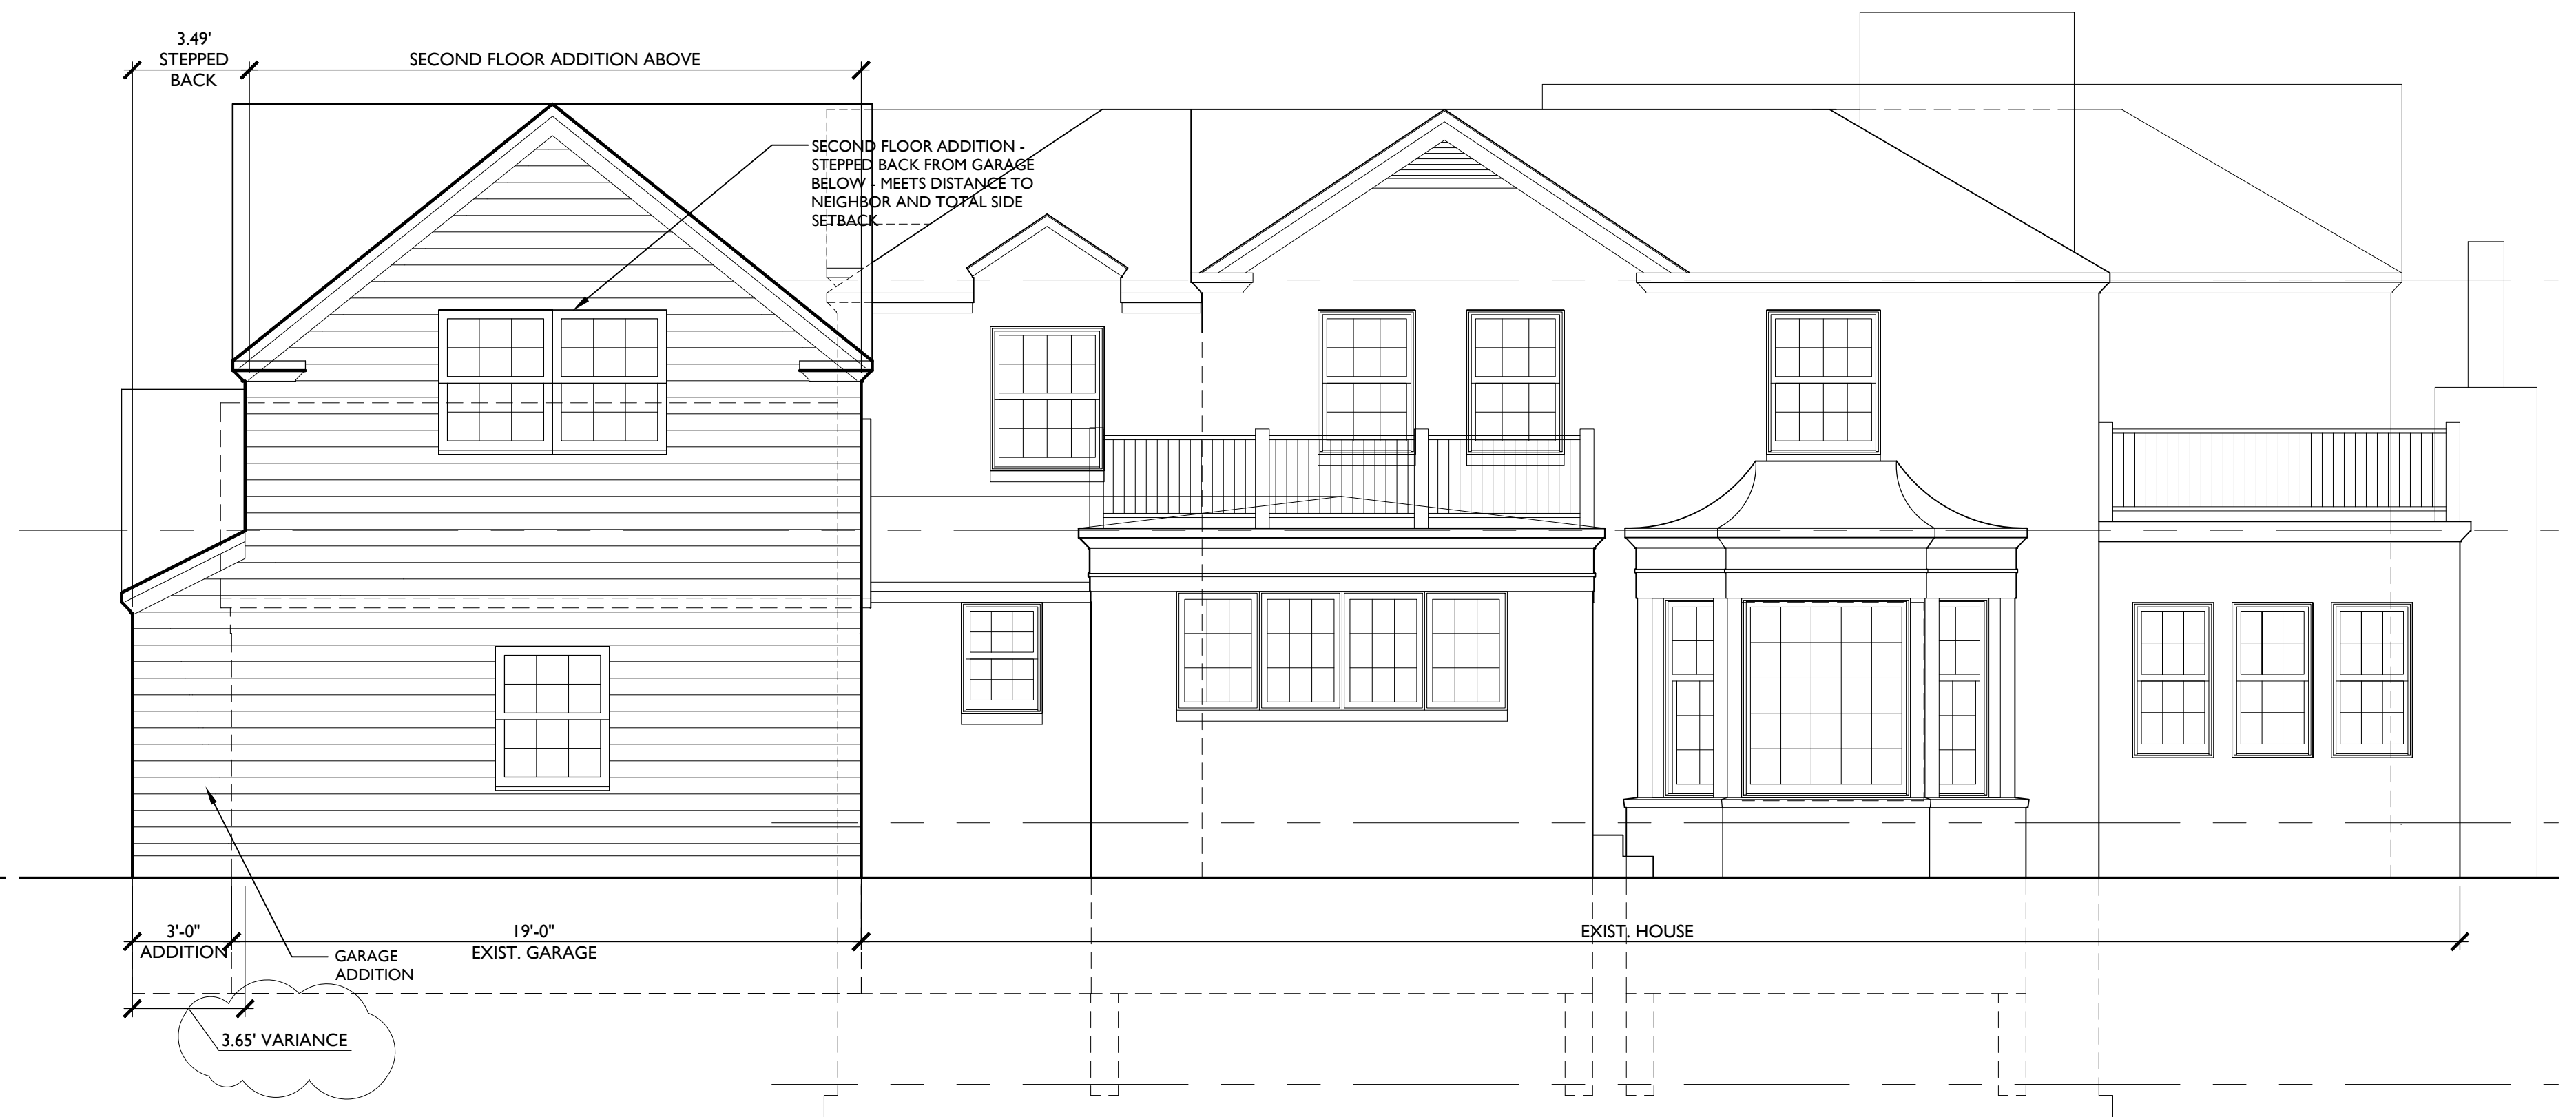 3.49'
STEPPED
BACK
SECOND FLOOR ADDITION ABOVE
SECOND FLOOR ADDITION -
STEPPED BACK FROM GARAGE
BELOW - MEETS DISTANCE TO
NEIGHBOR AND TOTAL SIDE
SETBACK
3'-0"
ADDITION
19'-0"
EXIST. GARAGE
EXIST. HOUSE
GARAGE
ADDITION
3.65' VARIANCE